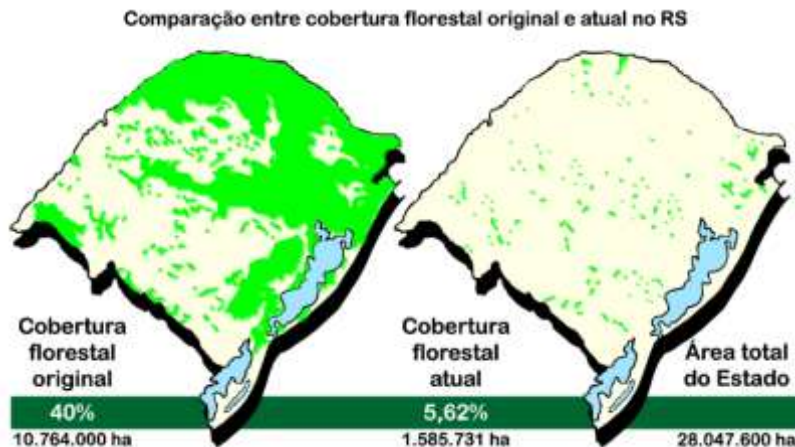 Comparação entre cobertura florestal original e atual no RS
Cobertura
florestal
original
40%
10.764.000 ha
Cobertura
florestal
atual
5,62%
1.585.731 ha
Área total
do Estado
28.047.600 ha